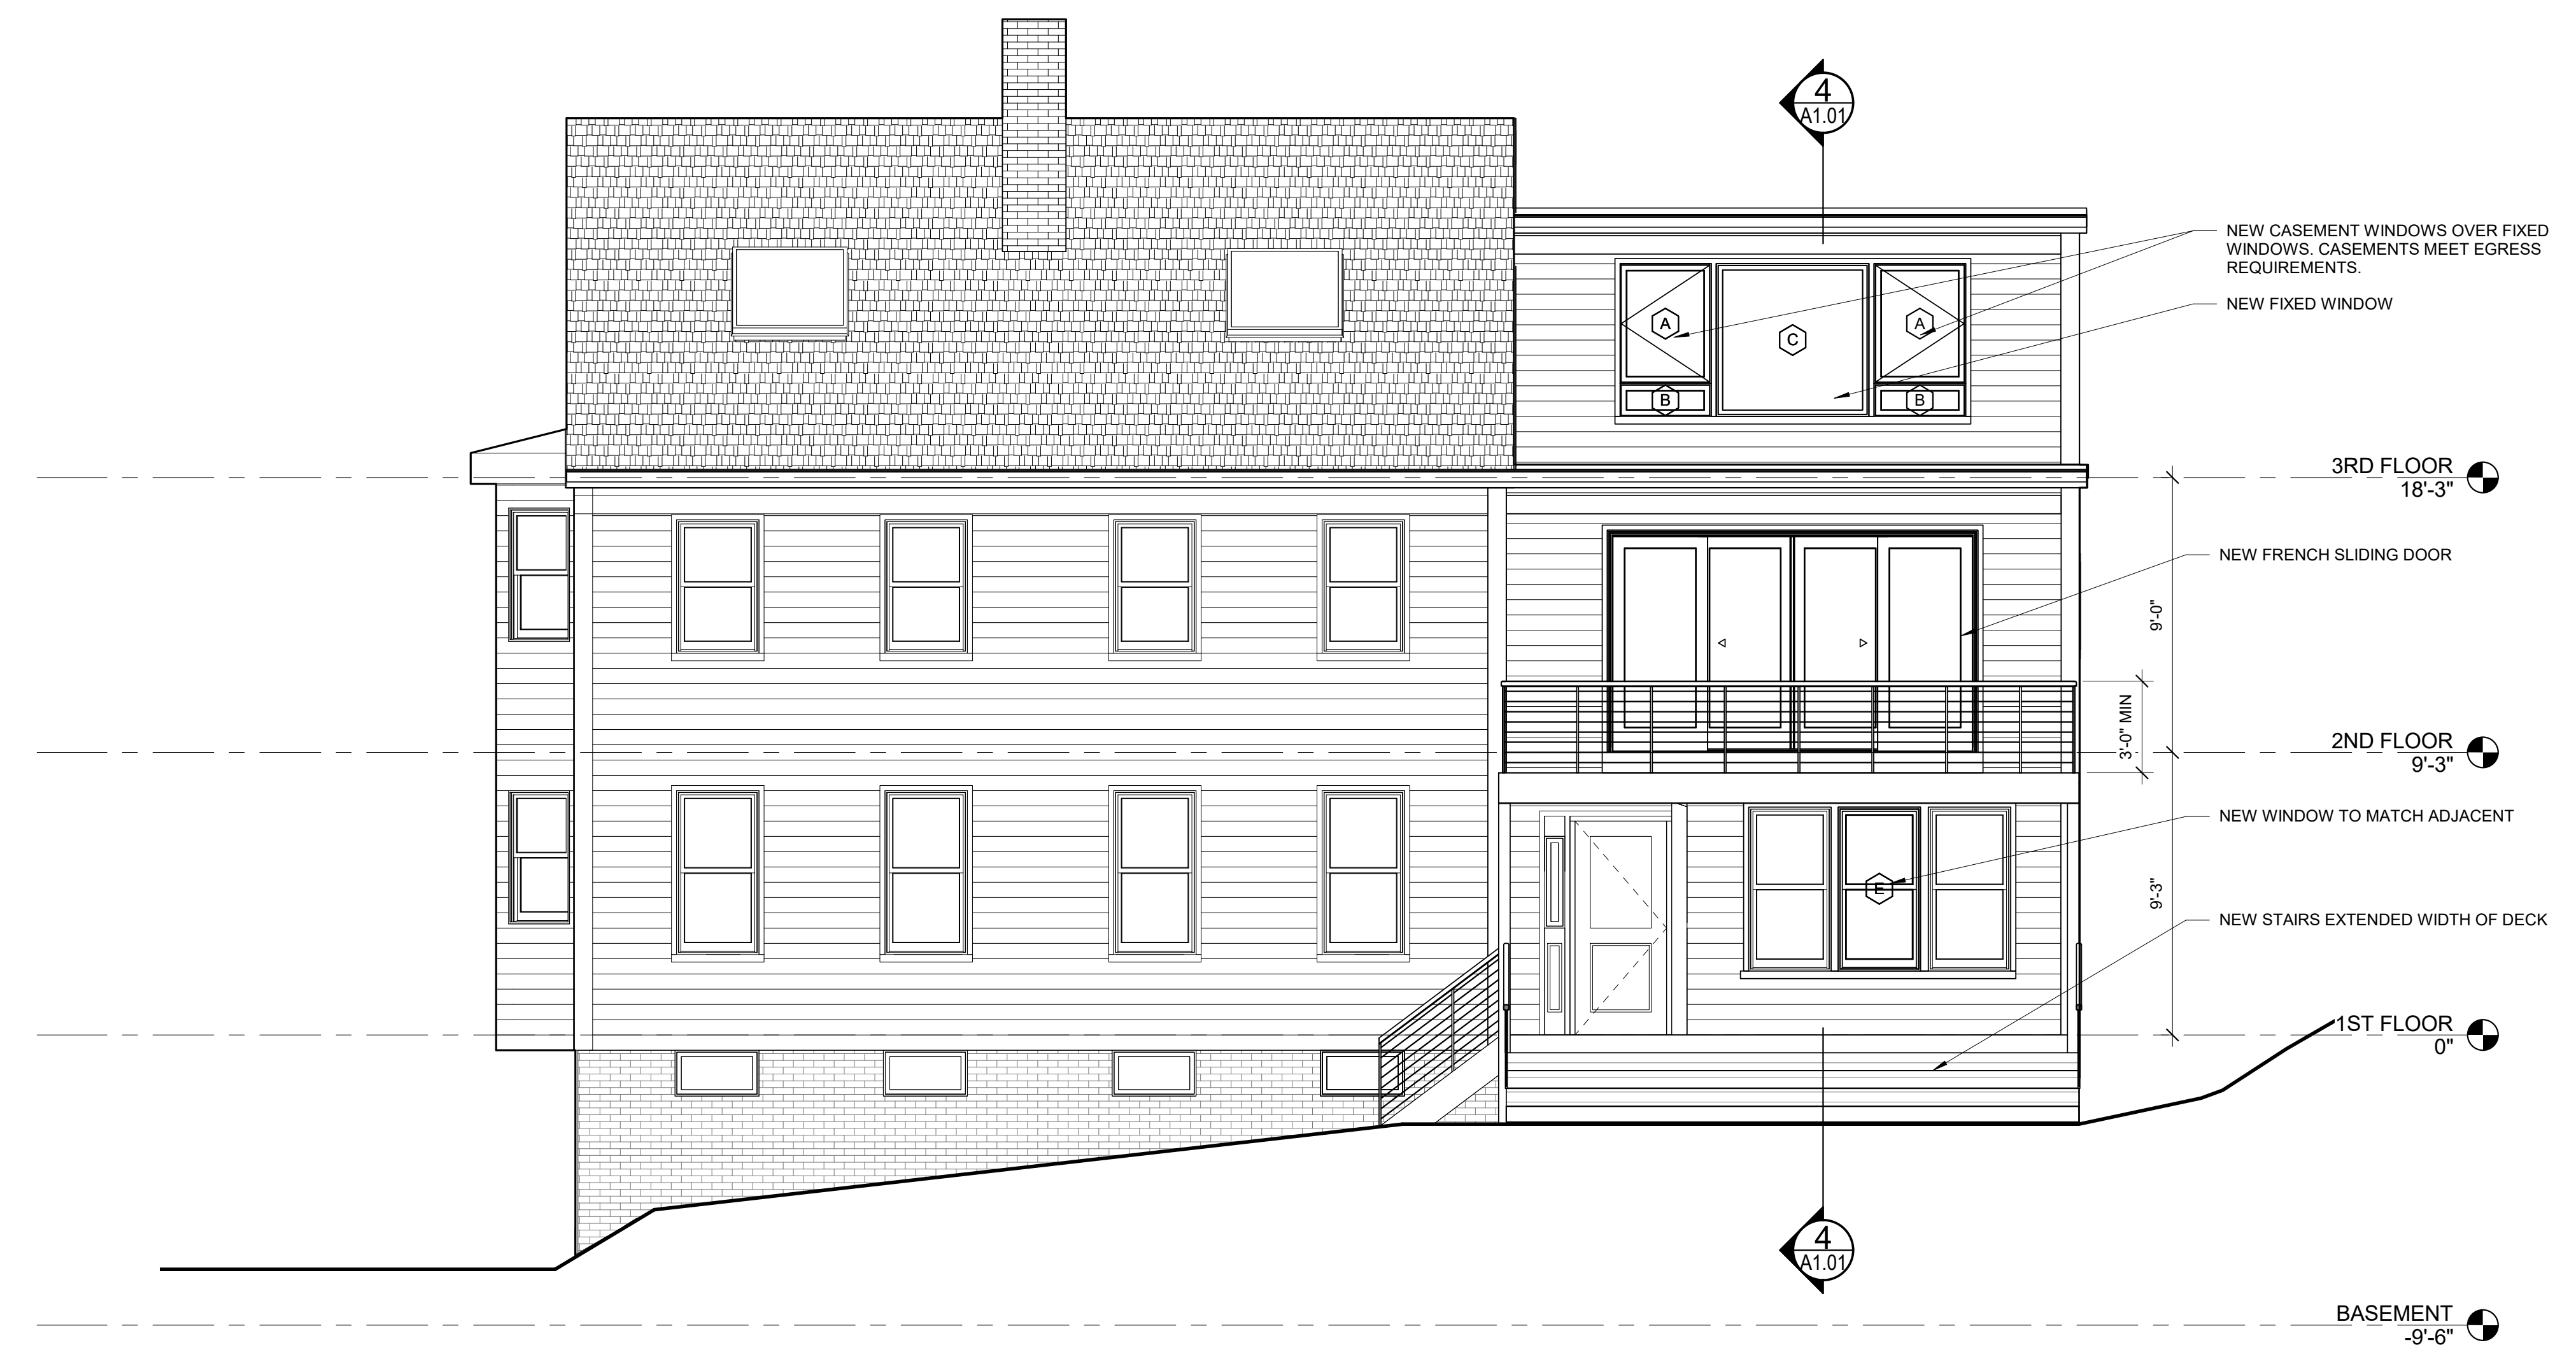 4
A1.01
NEW CASEMENT WINDOWS OVER FIXED
WINDOWS. CASEMENTS MEET EGRESS
REQUIREMENTS.
NEW FIXED WINDOW
A
C
A
B
B
3RD FLOOR
18'-3"
NEW FRENCH SLIDING DOOR
9'-0"
3'-0" MIN
2ND FLOOR
9'-3"
NEW WINDOW TO MATCH ADJACENT
E
9'-3"
NEW STAIRS EXTENDED WIDTH OF DECK
1ST FLOOR
0"
4
A1.01
BASEMENT
-9'-6"